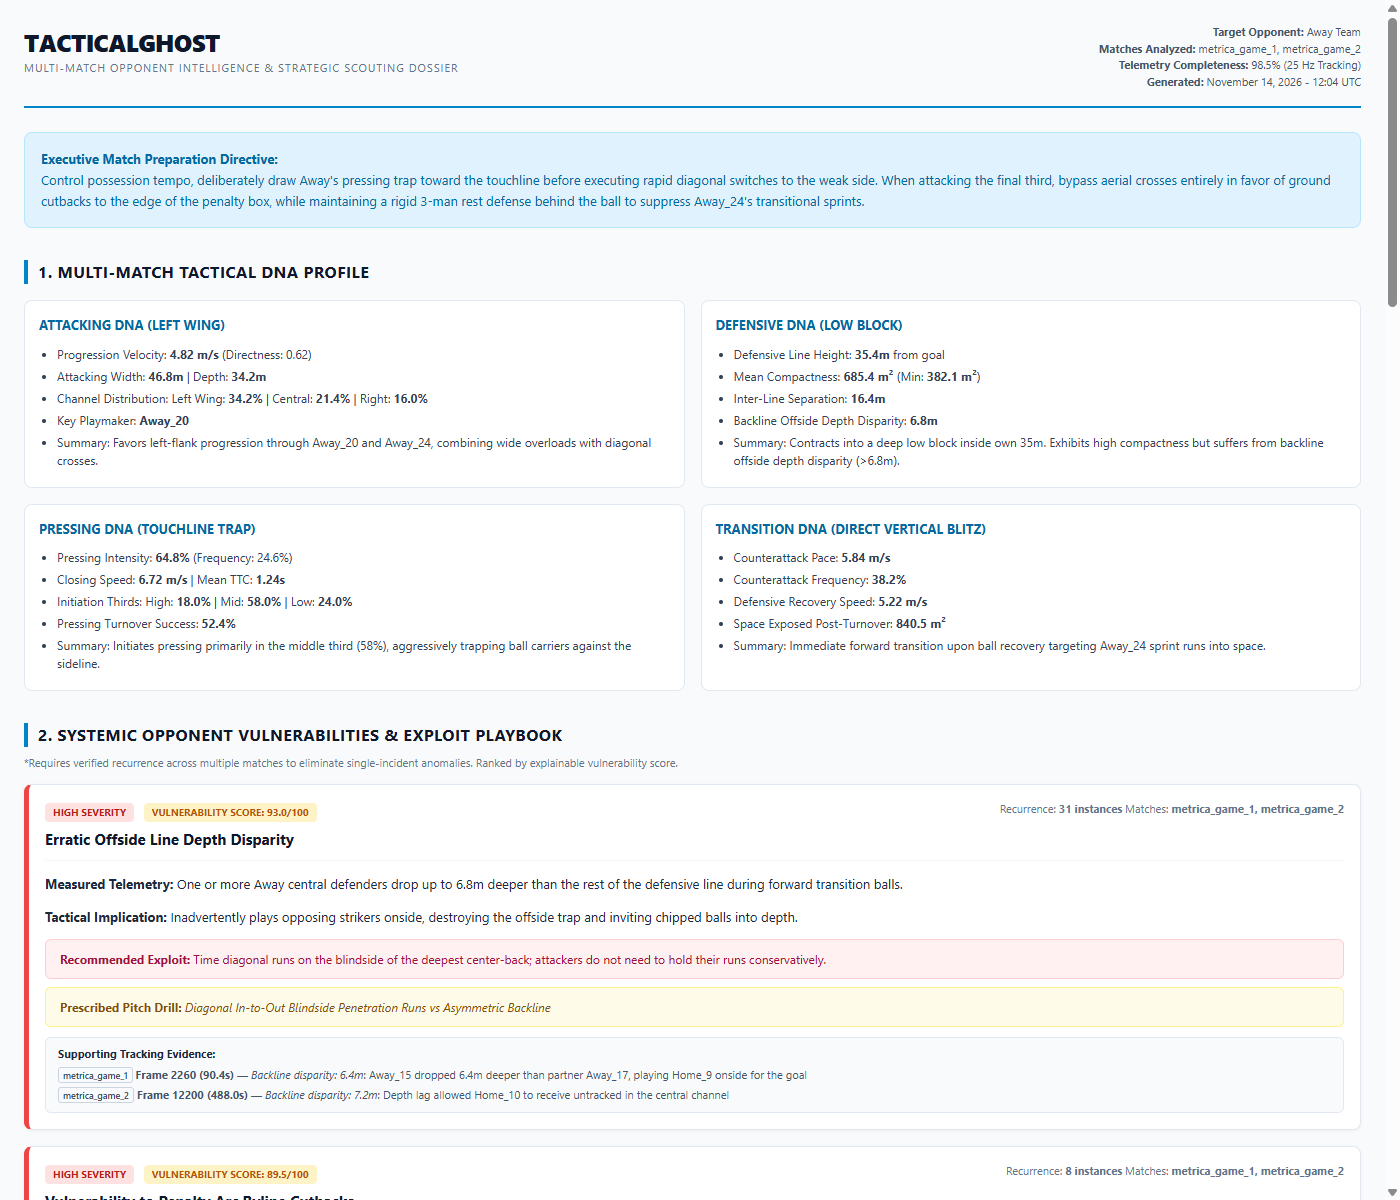 TACTICALGHOST
MULTI-MATCH OPPONENT INTELLIGENCE & STRATEGIC SCOUTING DOSSIER
Target Opponent: Away Team
Matches Analyzed: metrica_game_1, metrica_game_2
Telemetry Completeness: 98.5% (25 Hz Tracking)
Generated: November 14, 2026 - 12:04 UTC
Executive Match Preparation Directive:
Control possession tempo, deliberately draw Away's pressing trap toward the touchline before executing rapid diagonal switches to the weak side. When attacking the final third, bypass aerial crosses entirely in favor of ground
cutbacks to the edge of the penalty box, while maintaining a rigid 3-man rest defense behind the ball to suppress Away_24's transitional sprints.
1. MULTI-MATCH TACTICAL DNA PROFILE
ATTACKING DNA (LEFT WING)
• Progression Velocity: 4.82 m/s (Directness: 0.62)
• Attacking Width: 46.8m | Depth: 34.2m
• Channel Distribution: Left Wing: 34.2% | Central: 21.4% | Right: 16.0%
• Key Playmaker: Away_20
• Summary: Favors left-flank progression through Away_20 and Away_24, combining wide overloads with diagonal
crosses.
DEFENSIVE DNA (LOW BLOCK)
• Defensive Line Height: 35.4m from goal
• Mean Compactness: 685.4 m² (Min: 382.1 m²)
• Inter-Line Separation: 16.4m
• Backline Offside Depth Disparity: 6.8m
• Summary: Contracts into a deep low block inside own 35m. Exhibits high compactness but suffers from backline
offside depth disparity (>6.8m).
PRESSING DNA (TOUCHLINE TRAP)
• Pressing Intensity: 64.8% (Frequency: 24.6%)
• Closing Speed: 6.72 m/s | Mean TTC: 1.24s
• Initiation Thirds: High: 18.0% | Mid: 58.0% | Low: 24.0%
• Pressing Turnover Success: 52.4%
• Summary: Initiates pressing primarily in the middle third (58%), aggressively trapping ball carriers against the
sideline.
TRANSITION DNA (DIRECT VERTICAL BLITZ)
• Counterattack Pace: 5.84 m/s
• Counterattack Frequency: 38.2%
• Defensive Recovery Speed: 5.22 m/s
• Space Exposed Post-Turnover: 840.5 m²
• Summary: Immediate forward transition upon ball recovery targeting Away_24 sprint runs into space.
2. SYSTEMIC OPPONENT VULNERABILITIES & EXPLOIT PLAYBOOK
*Requires verified recurrence across multiple matches to eliminate single-incident anomalies. Ranked by explainable vulnerability score.
HIGH SEVERITY VULNERABILITY SCORE: 93.0/100
Recurrence: 31 instances Matches: metrica_game_1, metrica_game_2
Erratic Offside Line Depth Disparity
Measured Telemetry: One or more Away central defenders drop up to 6.8m deeper than the rest of the defensive line during forward transition balls.
Tactical Implication: Inadvertently plays opposing strikers onside, destroying the offside trap and inviting chipped balls into depth.
Recommended Exploit: Time diagonal runs on the blindside of the deepest center-back; attackers do not need to hold their runs conservatively.
Prescribed Pitch Drill: Diagonal In-to-Out Blindside Penetration Runs vs Asymmetric Backline
Supporting Tracking Evidence:
metrica_game_1 Frame 2260 (90.4s) — Backline disparity: 6.4m: Away_15 dropped 6.4m deeper than partner Away_17, playing Home_9 onside for the goal
metrica_game_2 Frame 12200 (488.0s) — Backline disparity: 7.2m: Depth lag allowed Home_10 to receive untracked in the central channel
HIGH SEVERITY VULNERABILITY SCORE: 89.5/100
Recurrence: 8 instances Matches: metrica_game_1, metrica_game_2
Vulnerability to Penalty Arc Byline Cutbacks